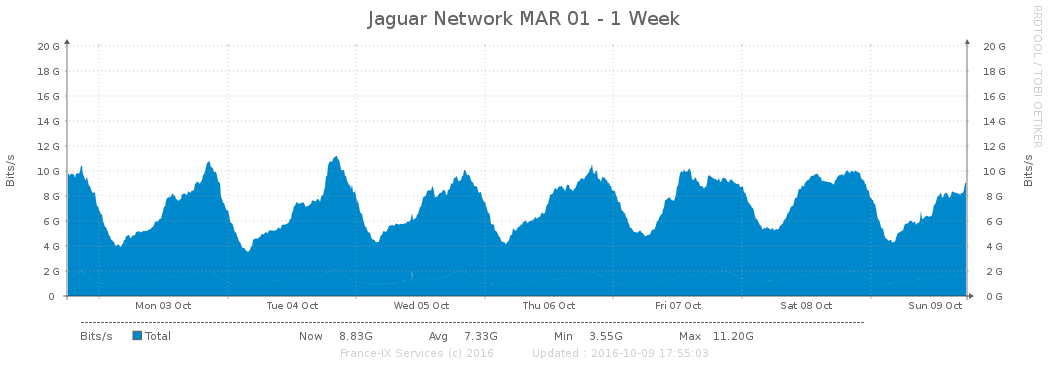 Jaguar Network MAR 01 - 1 Week
RRDTOOL / TOBI OETIKER
Bits/s
Bits/s
20 G 20 G
18 G 18 G
16 G 16 G
14 G 14 G
12 G 12 G
10 G 10 G
8 G 8 G
6 G 6 G
4 G 4 G
2 G 2 G
0 0 G
Mon 03 Oct Tue 04 Oct Wed 05 Oct Thu 06 Oct Fri 07 Oct Sat 08 Oct Sun 09 Oct
Bits/s Total Now 8.83G Avg 7.33G Min 3.55G Max 11.20G
France-IX Services (c) 2016 Updated : 2016-10-09 17:55:03